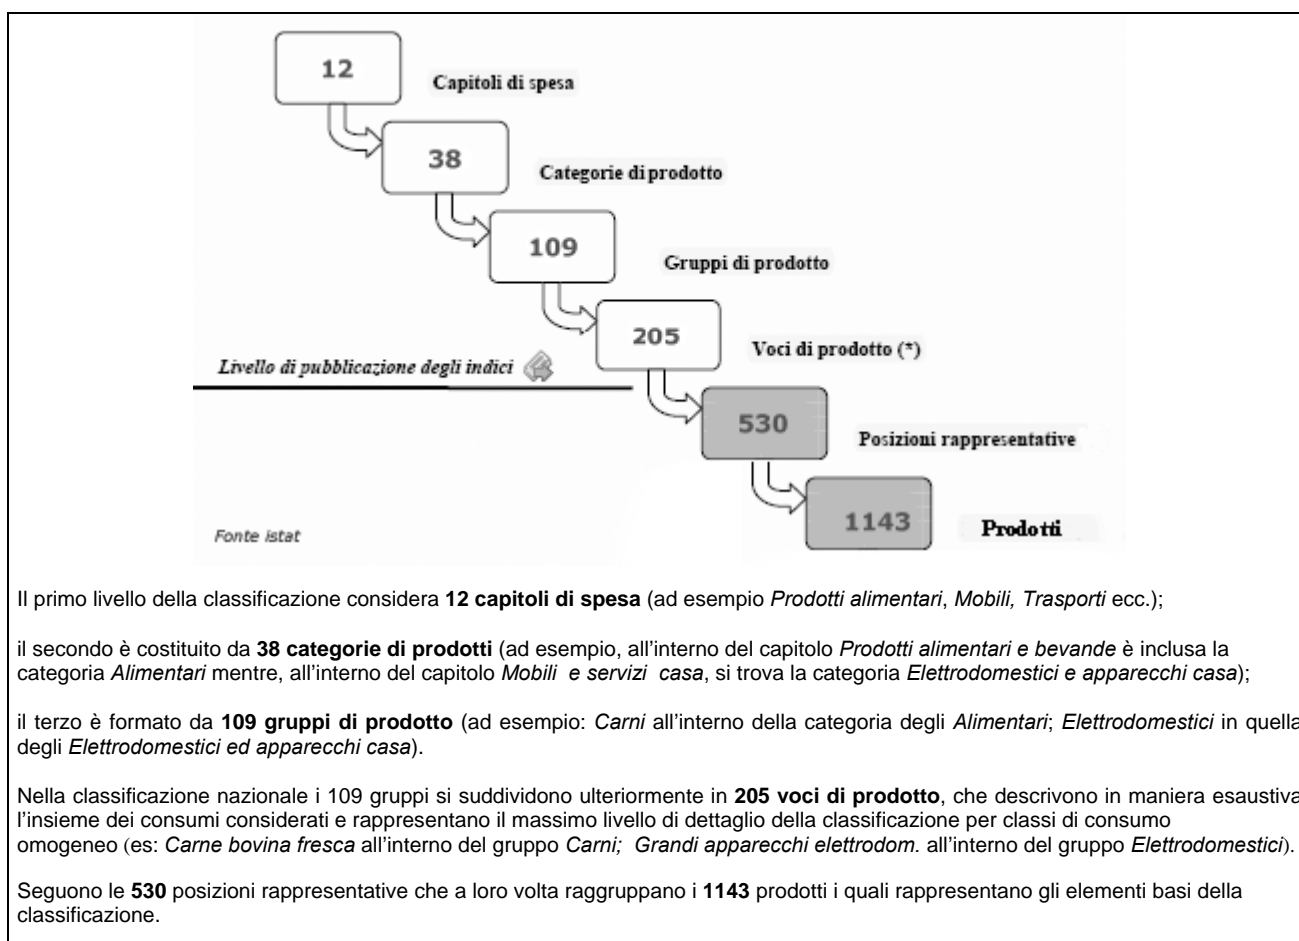 12
Capitoli di spesa
38
Categorie di prodotto
109
Gruppi di prodotto
205
Voci di prodotto (*)
Livello di pubblicazione degli indici
530
Posizioni rappresentative
1143
Prodotti
Fonte istat
Il primo livello della classificazione considera 12 capitoli di spesa (ad esempio Prodotti alimentari, Mobili, Trasporti ecc.);
il secondo è costituito da 38 categorie di prodotti (ad esempio, all’interno del capitolo Prodotti alimentari e bevande è inclusa la
categoria Alimentari mentre, all’interno del capitolo Mobili e servizi casa, si trova la categoria Elettrodomestici e apparecchi casa);
il terzo è formato da 109 gruppi di prodotto (ad esempio: Carni all’interno della categoria degli Alimentari; Elettrodomestici in quella
degli Elettrodomestici ed apparecchi casa).
Nella classificazione nazionale i 109 gruppi si suddividono ulteriormente in 205 voci di prodotto, che descrivono in maniera esaustiva
l’insieme dei consumi considerati e rappresentano il massimo livello di dettaglio della classificazione per classi di consumo
omogeneo (es: Carne bovina fresca all’interno del gruppo Carni; Grandi apparecchi elettrodom. all’interno del gruppo Elettrodomestici).
Seguono le 530 posizioni rappresentative che a loro volta raggruppano i 1143 prodotti i quali rappresentano gli elementi basi della
classificazione.